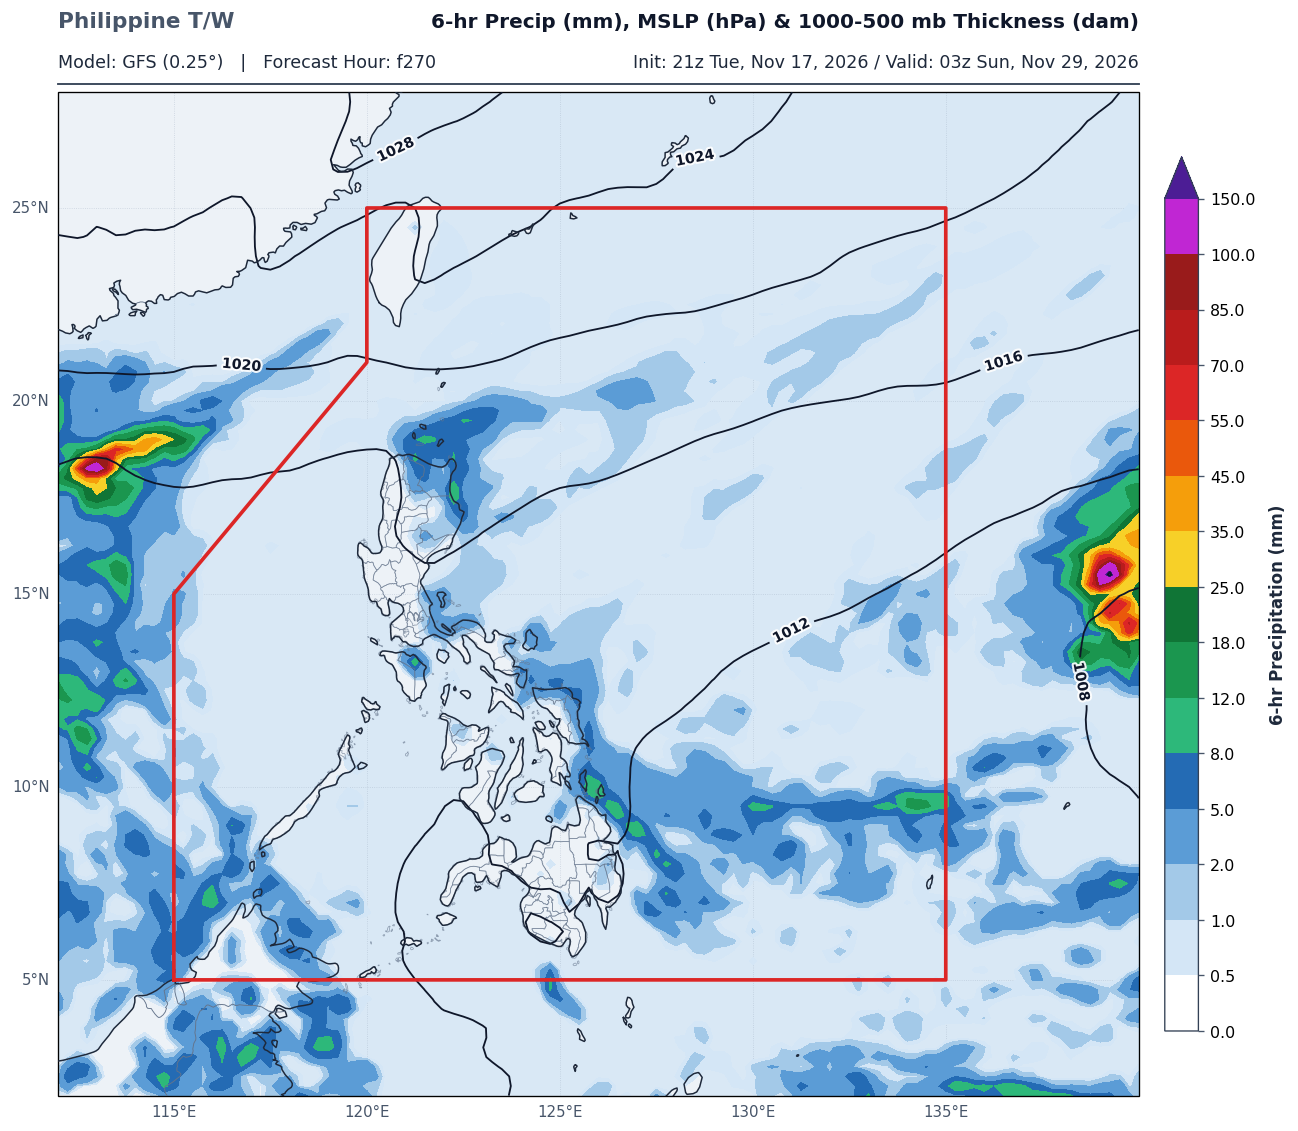 Philippine T/W
6-hr Precip (mm), MSLP (hPa) & 1000-500 mb Thickness (dam)
Model: GFS (0.25°)   |   Forecast Hour: f270
Init: 21z Tue, Nov 17, 2026 / Valid: 03z Sun, Nov 29, 2026
1028
1024
1020
1016
1012
1008
25°N
20°N
15°N
10°N
5°N
115°E
120°E
125°E
130°E
135°E
150.0
100.0
85.0
70.0
55.0
45.0
35.0
25.0
18.0
12.0
8.0
5.0
2.0
1.0
0.5
0.0
6-hr Precipitation (mm)